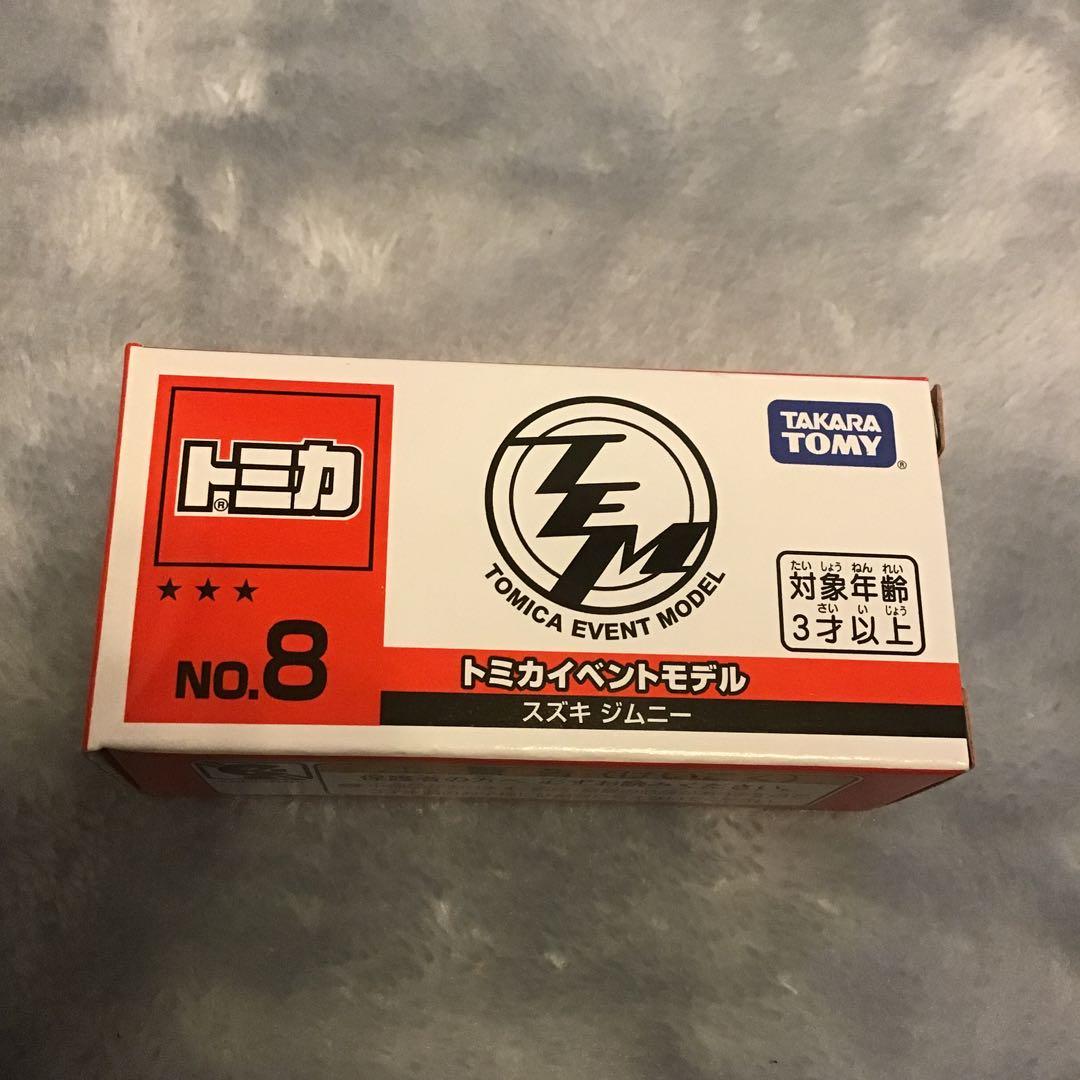 トミカ®
★★★
NO.8
TEM
TOMICA EVENT MODEL
TAKARA
TOMY®
たいしょうねんれい
対象年齢
さいいじょう
3才以上
トミカイベントモデル
スズキ ジムニー